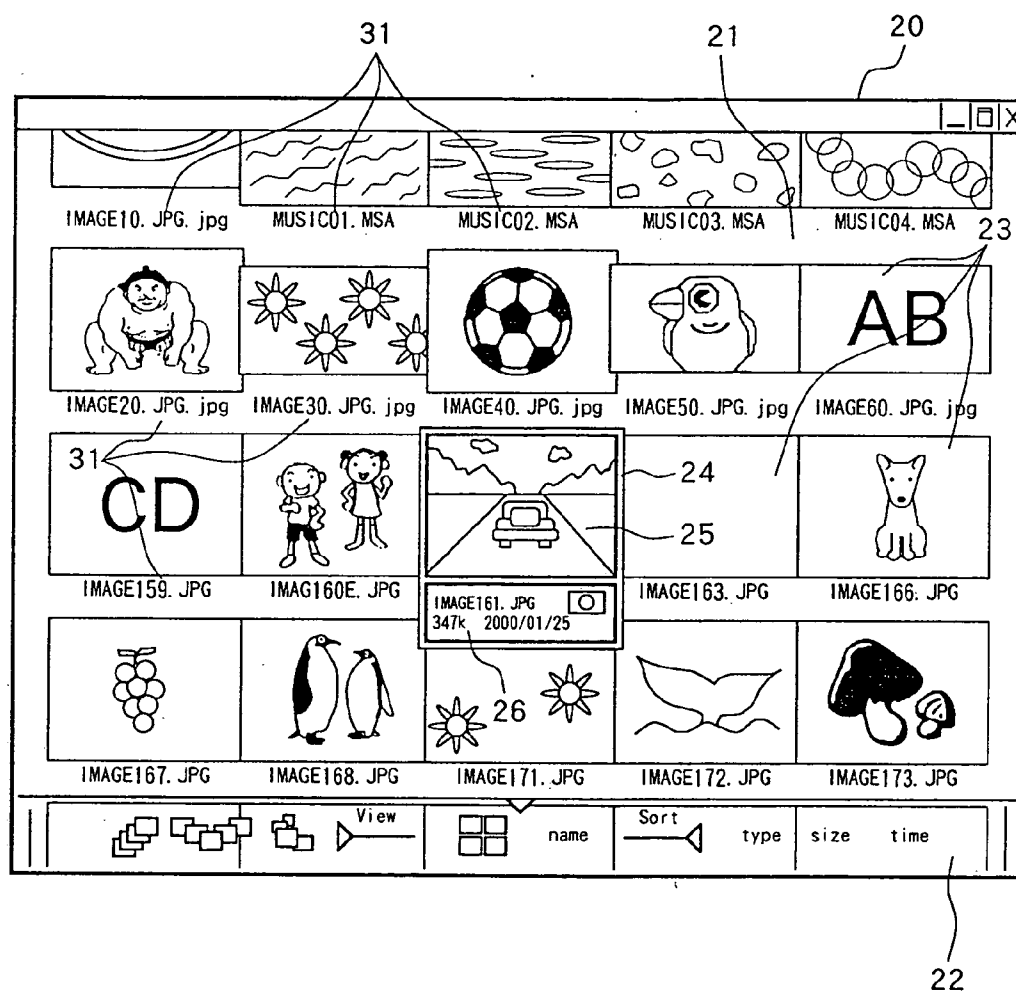 20
31
21
IMAGE10. JPG. jpg MUSIC01. MSA MUSIC02. MSA MUSIC03. MSA MUSIC04. MSA
23
AB
IMAGE20. JPG. jpg IMAGE30. JPG. jpg IMAGE40. JPG. jpg IMAGE50. JPG. jpg IMAGE60. JPG. jpg
31
24
CD
25
IMAGE159. JPG IMAG160E. JPG IMAGE163. JPG IMAGE166. JPG
IMAGE161. JPG
347k 2000/01/25
26
IMAGE167. JPG IMAGE168. JPG IMAGE171. JPG IMAGE172. JPG IMAGE173. JPG
View name Sort type size time
22